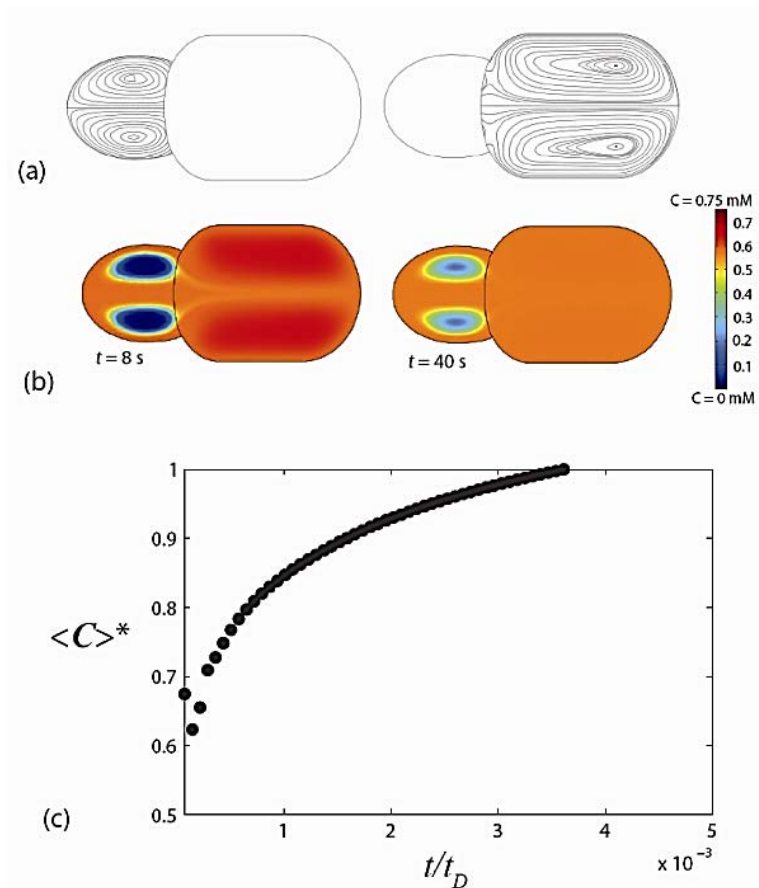 (a)
C = 0.75 mM
0.7
0.6
0.5
0.4
0.3
0.2
0.1
C = 0 mM
t = 8 s
t = 40 s
(b)
1
0.9
0.8
<C>*
0.7
0.6
0.5
(c)
1
2
3
4
5
t/t_D
x 10⁻³